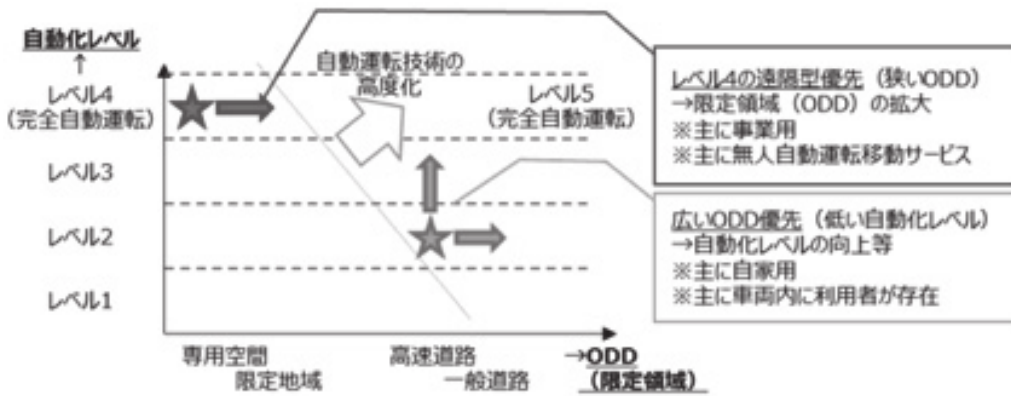 自動化レベル
↑
レベル4
(完全自動運転)
レベル3
レベル2
レベル1
自動運転技術の
高度化
レベル5
(完全自動運転)
専用空間
限定地域
高速道路
一般道路
→ODD
(限定領域)
レベル4の遠隔型優先(狭いODD)
→限定領域(ODD)の拡大
※主に事業用
※主に無人自動運転移動サービス
広いODD優先(低い自動化レベル)
→自動化レベルの向上等
※主に自家用
※主に車両内に利用者が存在